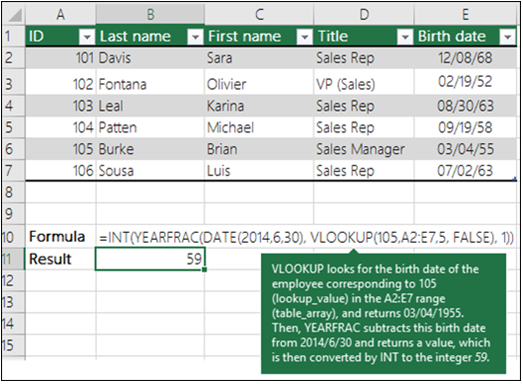 A B C D E
1 ID Last name First name Title Birth date
2 101 Davis Sara Sales Rep 12/08/68
3 102 Fontana Olivier VP (Sales) 02/19/52
4 103 Leal Karina Sales Rep 08/30/63
5 104 Patten Michael Sales Rep 09/19/58
6 105 Burke Brian Sales Manager 03/04/55
7 106 Sousa Luis Sales Rep 07/02/63
8
9
10 Formula =INT(YEARFRAC(DATE(2014,6,30), VLOOKUP(105,A2:E7,5, FALSE), 1))
11 Result 59
12
13
14
15
VLOOKUP looks for the birth date of the
employee corresponding to 105
(lookup_value) in the A2:E7 range
(table_array), and returns 03/04/1955.
Then, YEARFRAC subtracts this birth date
from 2014/6/30 and returns a value, which
is then converted by INT to the integer 59.